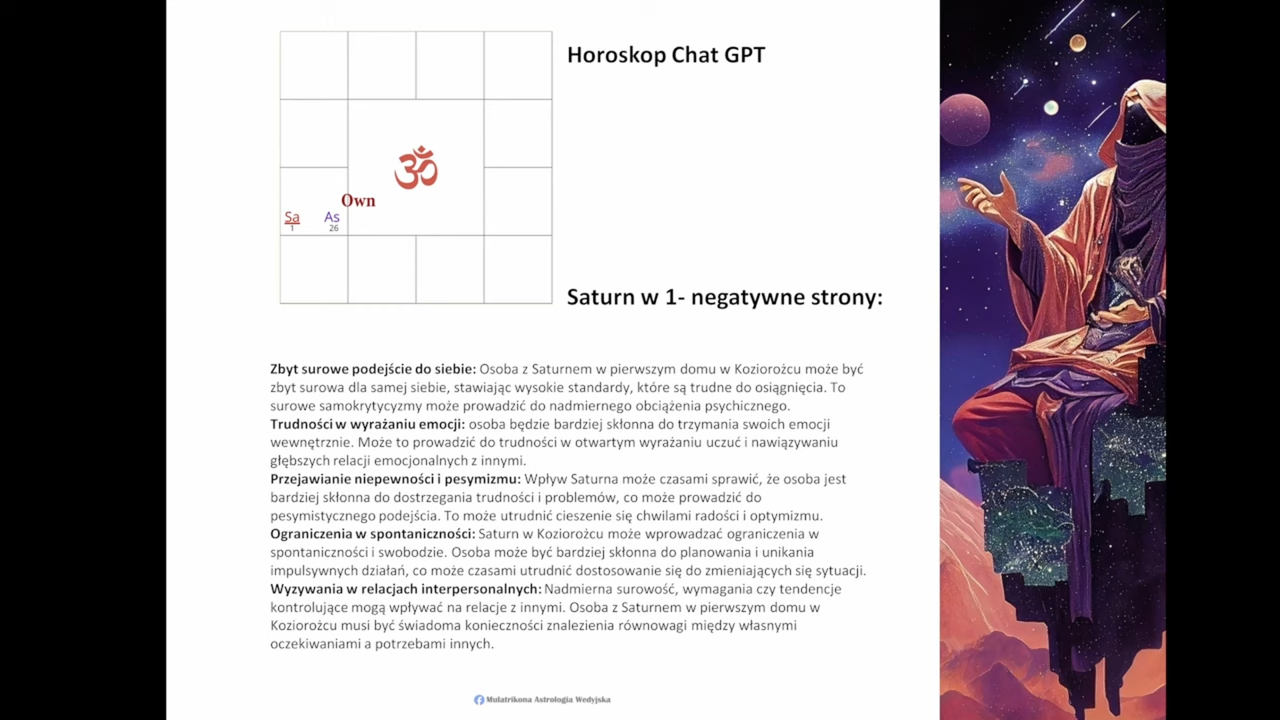 Horoskop Chat GPT
ॐ
Own
Sa
As
1
26
Saturn w 1- negatywne strony:
Zbyt surowe podejście do siebie: Osoba z Saturnem w pierwszym domu w Koziorożcu może być
zbyt surowa dla samej siebie, stawiając wysokie standardy, które są trudne do osiągnięcia. To
surowe samokrytycyzmy może prowadzić do nadmiernego obciążenia psychicznego.
Trudności w wyrażaniu emocji: osoba będzie bardziej skłonna do trzymania swoich emocji
wewnętrznie. Może to prowadzić do trudności w otwartym wyrażaniu uczuć i nawiązywaniu
głębszych relacji emocjonalnych z innymi.
Przejawianie niepewności i pesymizmu: Wpływ Saturna może czasami sprawić, że osoba jest
bardziej skłonna do dostrzegania trudności i problemów, co może prowadzić do
pesymistycznego podejścia. To może utrudnić cieszenie się chwilami radości i optymizmu.
Ograniczenia w spontaniczności: Saturn w Koziorożcu może wprowadzać ograniczenia w
spontaniczności i swobodzie. Osoba może być bardziej skłonna do planowania i unikania
impulsywnych działań, co może czasami utrudnić dostosowanie się do zmieniających się sytuacji.
Wyzywania w relacjach interpersonalnych: Nadmierna surowość, wymagania czy tendencje
kontrolujące mogą wpływać na relacje z innymi. Osoba z Saturnem w pierwszym domu w
Koziorożcu musi być świadoma konieczności znalezienia równowagi między własnymi
oczekiwaniami a potrzebami innych.
Mulatrikona Astrologia Wedyjska